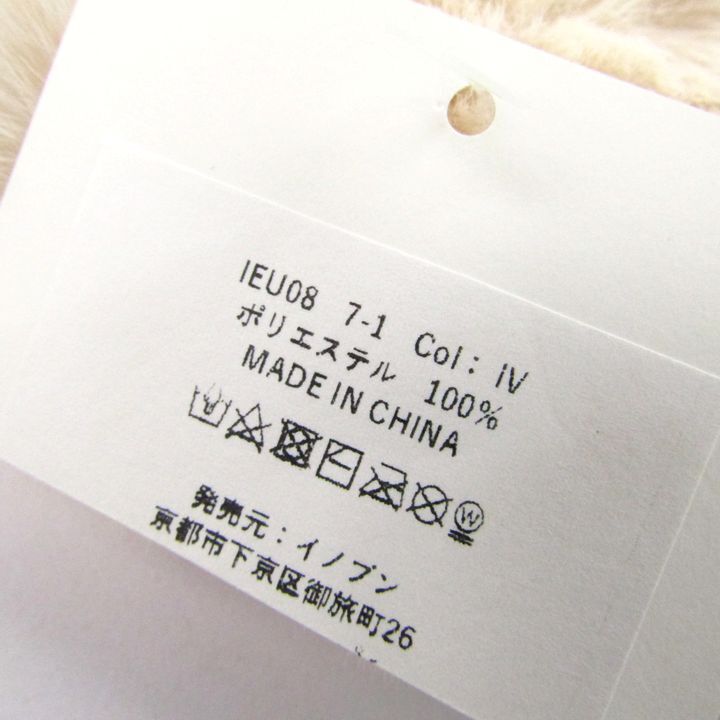 IEU08 7-1 Col: IV
ポリエステル 100%
MADE IN CHINA
W
発売元：イノブン
京都市下京区御旅町26